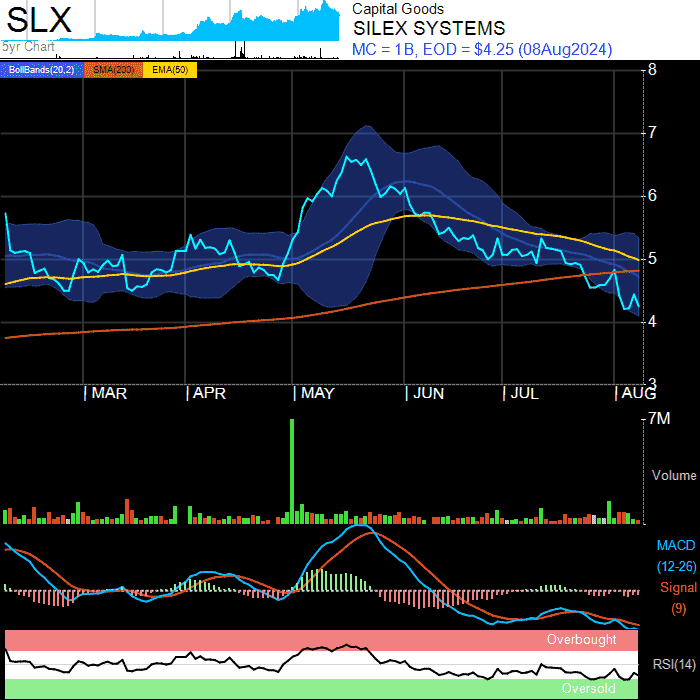 SLX
5yr Chart
Capital Goods
SILEX SYSTEMS
MC = 1B, EOD = $4.25 (08Aug2024)
BollBands(20,2) SMA(200) EMA(50)
8
7
6
5
4
3
MAR APR MAY JUN JUL AUG
7M
Volume
MACD
(12-26)
Signal
(9)
Overbought
RSI(14)
Oversold